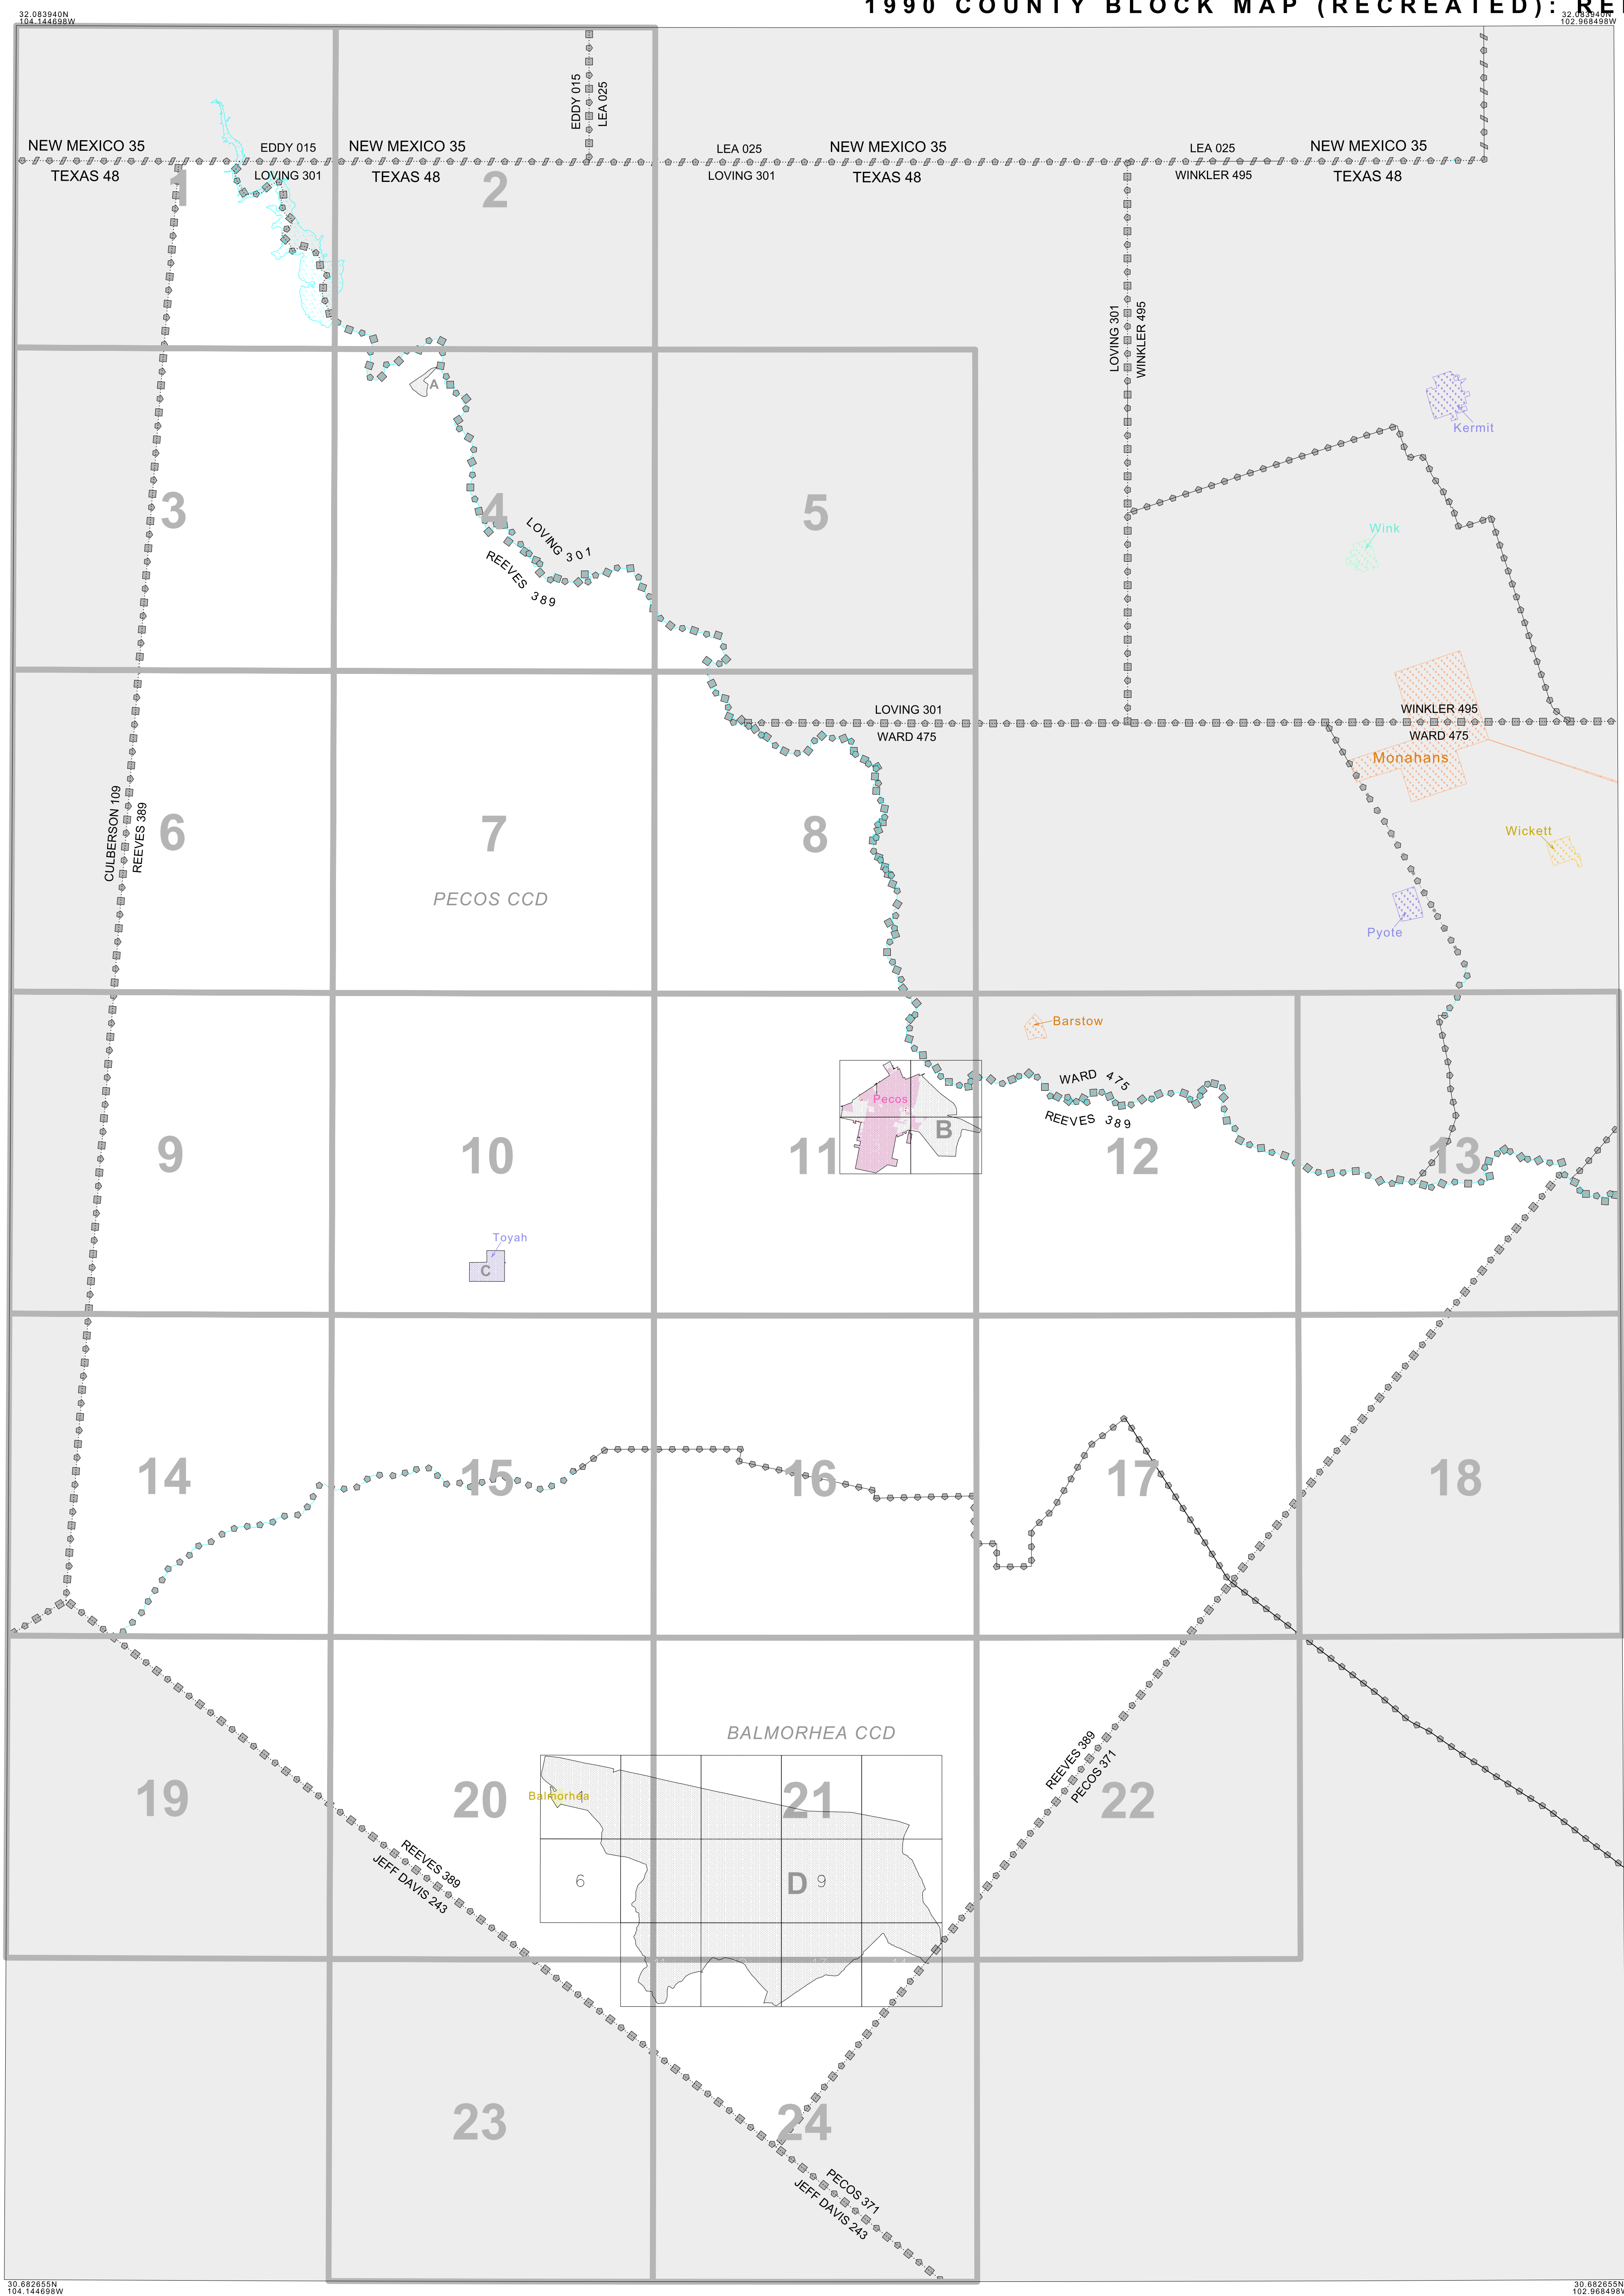 1990 COUNTY BLOCK MAP (RECREATED):
32.083940N
104.144698W
32.083940N
102.968498W
EDDY 015
LEA 025
NEW MEXICO 35
EDDY 015
NEW MEXICO 35
LEA 025
NEW MEXICO 35
LEA 025
NEW MEXICO 35
TEXAS 48
LOVING 301
TEXAS 48
LOVING 301
TEXAS 48
WINKLER 495
TEXAS 48
1
2
LOVING 301
WINKLER 495
A
Kermit
3
4
5
LOVING 301
REEVES 389
Wink
LOVING 301
WARD 475
WINKLER 495
WARD 475
Monahans
CULBERSON 109
REEVES 389
6
7
8
Wickett
PECOS CCD
Pyote
Barstow
WARD 475
REEVES 389
Pecos
B
9
10
11
12
13
Toyah
C
14
15
16
17
18
BALMORHEA CCD
REEVES 389
PECOS 371
19
20
Balmorhea
21
22
REEVES 389
JEFF DAVIS 243
6
D
9
23
24
PECOS 371
JEFF DAVIS 243
30.682655N
104.144698W
30.682655N
102.968498W